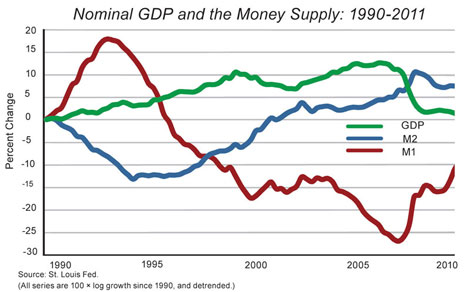 Nominal GDP and the Money Supply: 1990-2011
Percent Change
20
15
10
5
0
-5
-10
-15
-20
-25
-30
GDP
M2
M1
1990 1995 2000 2005 2010
Source: St. Louis Fed.
(All series are 100 × log growth since 1990, and detrended.)